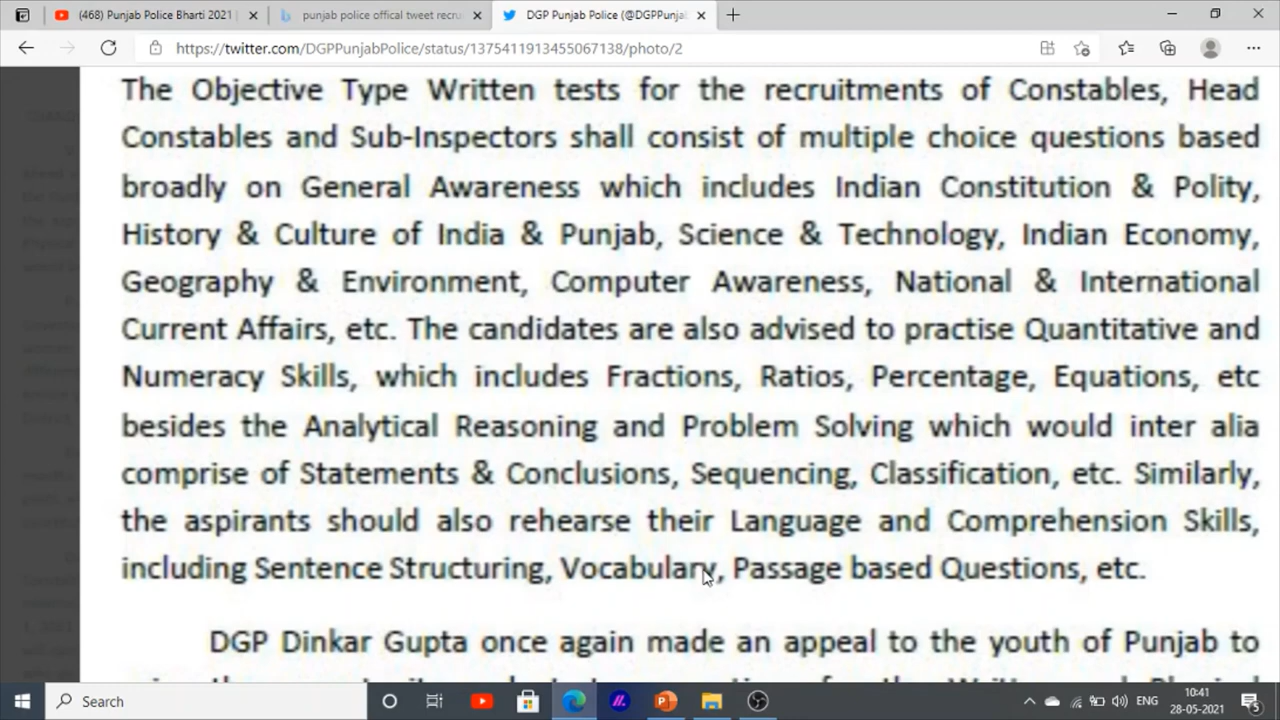 (468) Punjab Police Bharti 2021
punjab police offical tweet recru
DGP Punjab Police (@DGPPunja
https://twitter.com/DGPPunjabPolice/status/1375411913455067138/photo/2
The Objective Type Written tests for the recruitments of Constables, Head
Constables and Sub-Inspectors shall consist of multiple choice questions based
broadly on General Awareness which includes Indian Constitution & Polity,
History & Culture of India & Punjab, Science & Technology, Indian Economy,
Geography & Environment, Computer Awareness, National & International
Current Affairs, etc. The candidates are also advised to practise Quantitative and
Numeracy Skills, which includes Fractions, Ratios, Percentage, Equations, etc
besides the Analytical Reasoning and Problem Solving which would inter alia
comprise of Statements & Conclusions, Sequencing, Classification, etc. Similarly,
the aspirants should also rehearse their Language and Comprehension Skills,
including Sentence Structuring, Vocabulary, Passage based Questions, etc.
DGP Dinkar Gupta once again made an appeal to the youth of Punjab to
Search
ENG
10:41
28-05-2021
5